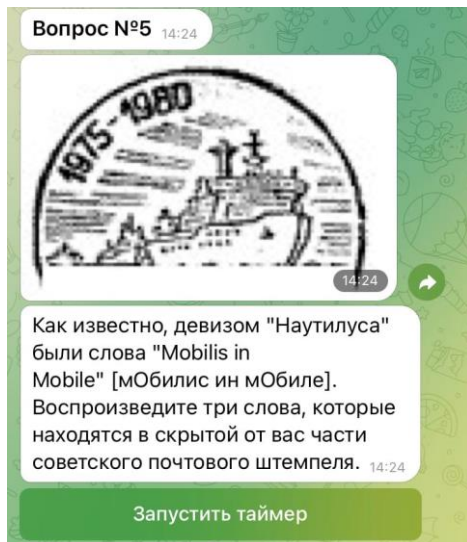 Вопрос №5 14:24
1975-1980
14:24
Как известно, девизом "Наутилуса"
были слова "Mobilis in
Mobile" [мОбилис ин мОбиле].
Воспроизведите три слова, которые
находятся в скрытой от вас части
советского почтового штемпеля. 14:24
Запустить таймер